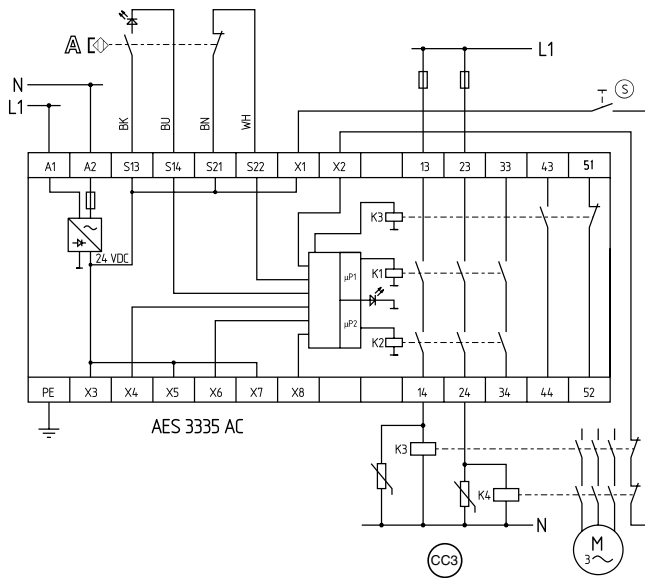 L1
A
N
L1
S
BK
BU
BN
WH
A1 A2 S13 S14 S21 S22 X1 X2 13 23 33 43 51
K3
24 VDC
µP1
K1
µP2
K2
PE X3 X4 X5 X6 X7 X8 14 24 34 44 52
AES 3335 AC
K3
K4
N
M
3~
CC3